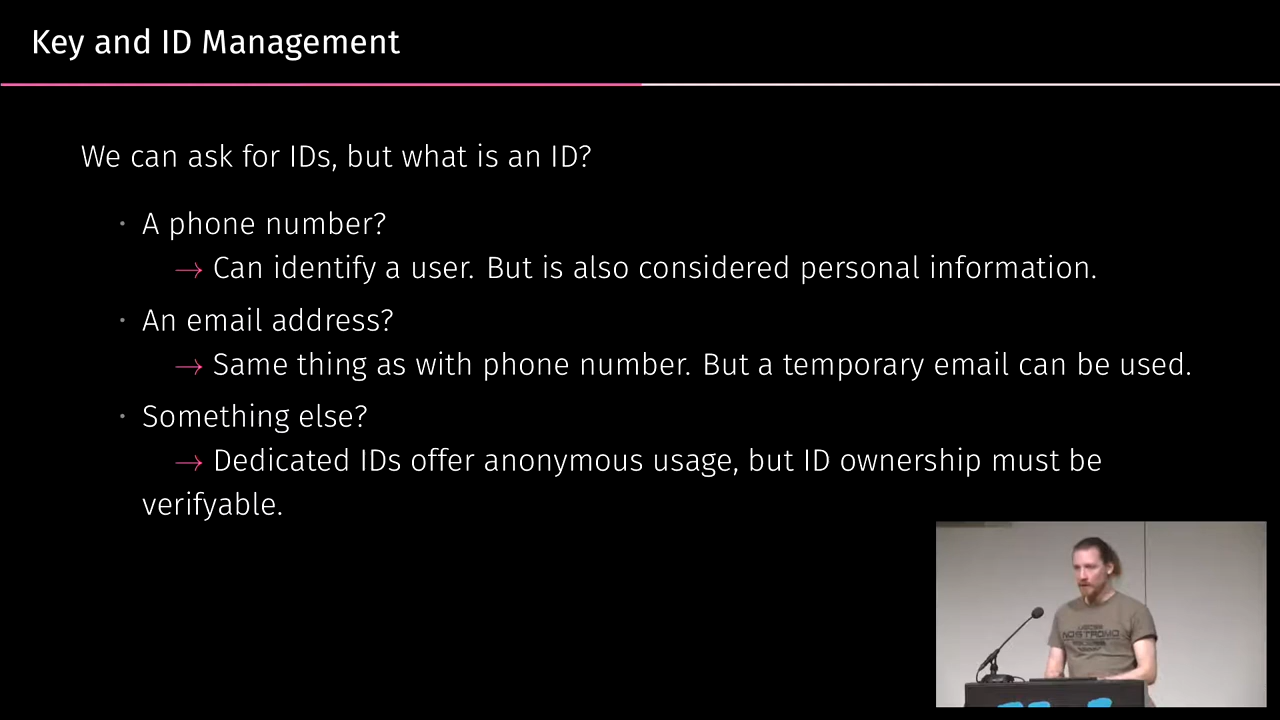 Key and ID Management
We can ask for IDs, but what is an ID?
· A phone number?
→ Can identify a user. But is also considered personal information.
· An email address?
→ Same thing as with phone number. But a temporary email can be used.
· Something else?
→ Dedicated IDs offer anonymous usage, but ID ownership must be
verifyable.
NOSTROMO